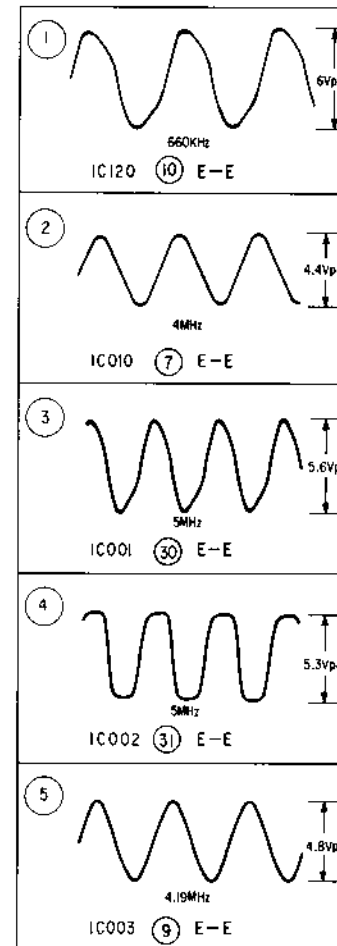 1
6Vp
660KHz
IC120 10 E-E
2
4.4Vp
4MHz
IC010 7 E-E
3
5.6Vp
5MHz
IC001 30 E-E
4
5.3Vp
5MHz
IC002 31 E-E
5
4.8Vp
4.19MHz
IC003 9 E-E